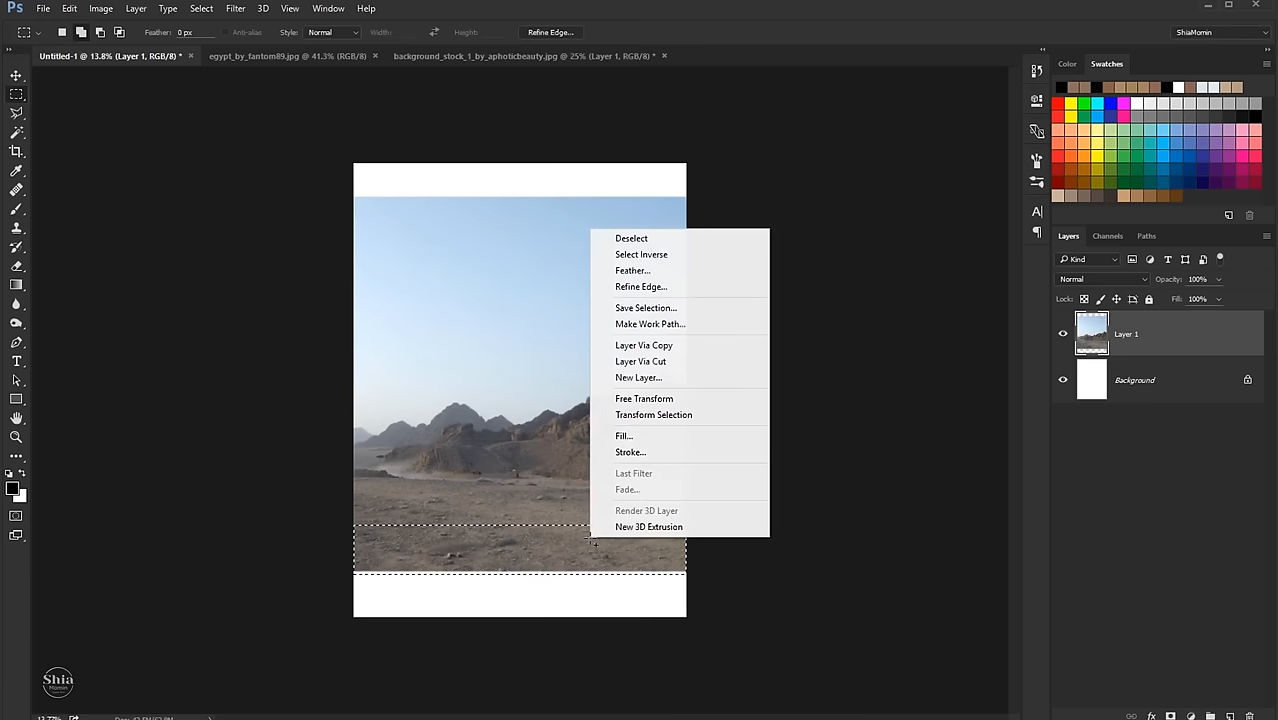 Ps File Edit Image Layer Type Select Filter 3D View Window Help
Feather: 0 px Anti-alias Style: Normal Width: Height: Refine Edge... ShiaMomin
Untitled-1 @ 13.8% (Layer 1, RGB/8) * × egypt_by_fantom89.jpg @ 41.3% (RGB/8) × background_stock_1_by_aphoticbeauty.jpg @ 25% (Layer 1, RGB/8) * ×
Color Swatches
Deselect
Select Inverse
Feather...
Refine Edge...
Save Selection...
Make Work Path...
Layer Via Copy
Layer Via Cut
New Layer...
Free Transform
Transform Selection
Fill...
Stroke...
Last Filter
Fade...
Render 3D Layer
New 3D Extrusion
Layers Channels Paths
Kind
Normal Opacity: 100%
Lock: Fill: 100%
Layer 1
Background
Shia
Momin